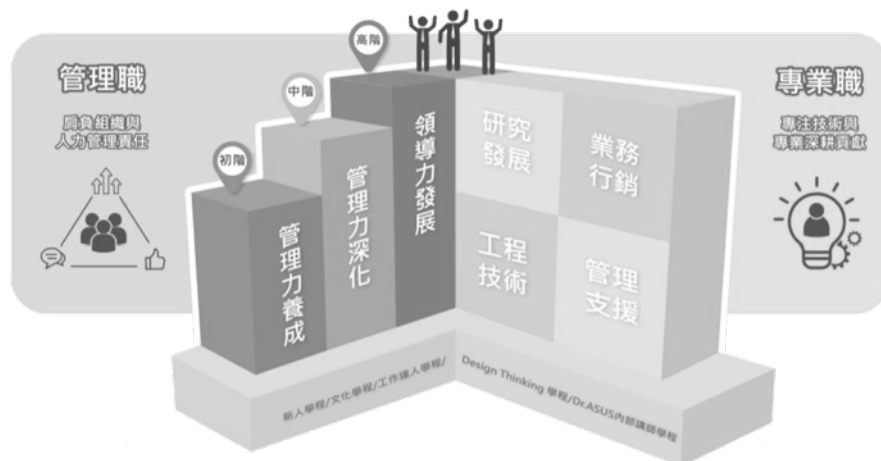 管理職
肩負組織與
人力管理責任
初階
中階
高階
管理力養成
管理力深化
領導力發展
研究
發展
業務
行銷
工程
技術
管理
支援
專業職
專注技術與
專業深耕貢獻
新人學程/文化學程/工作達人學程/
Design Thinking 學程/Dr.ASUS內部講師學程